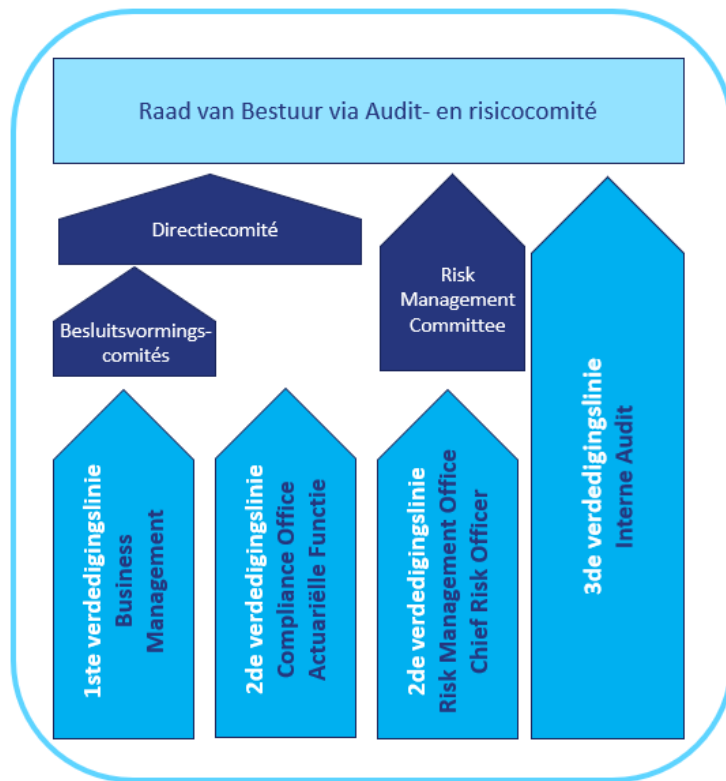 Raad van Bestuur via Audit- en risicocomité
Directiecomité
Besluitsvormings-
comités
Risk
Management
Committee
1ste verdedigingslinie
Business
Management
2de verdedigingslinie
Compliance Office
Actuariëlle Functie
2de verdedigingslinie
Risk Management Office
Chief Risk Officer
3de verdedigingslinie
Interne Audit